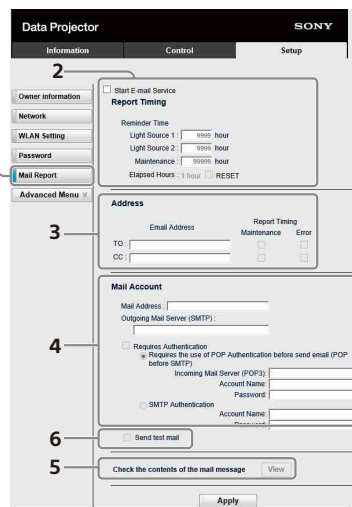 Data Projector
SONY
Information Control Setup
2
Start E-mail Service
Report Timing
Owner information
Reminder Time
Network
Light Source 1 : 9999 hour
Light Source 2 : 9999 hour
WLAN Setting
Maintenance : 99999 hour
Password
Elapsed Hours : 1 hour RESET
Mail Report
Advanced Menu
Address
3
Email Address
Report Timing
Maintenance Error
TO :
CC :
Mail Account
Mail Address :
Outgoing Mail Server (SMTP) :
4
Requires Authentication
Requires the use of POP Authentication before send email (POP
before SMTP)
Incoming Mail Server (POP3):
Account Name:
Password:
SMTP Authentication
Account Name:
Password:
6
Send test mail
5
Check the contents of the mail message View
Apply